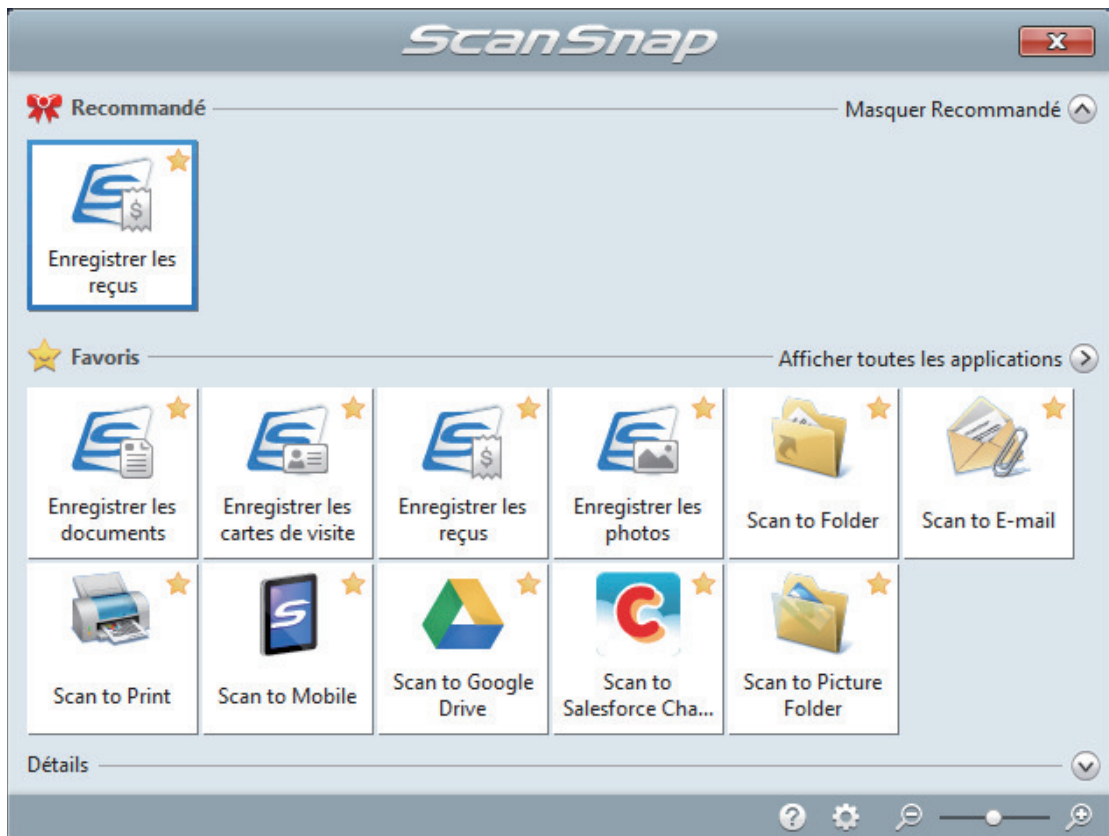 ScanSnap
Recommandé
Masquer Recommandé
Enregistrer les
reçus
Favoris
Afficher toutes les applications
Enregistrer les
documents
Enregistrer les
cartes de visite
Enregistrer les
reçus
Enregistrer les
photos
Scan to Folder
Scan to E-mail
Scan to Print
Scan to Mobile
Scan to Google
Drive
Scan to
Salesforce Cha...
Scan to Picture
Folder
Détails